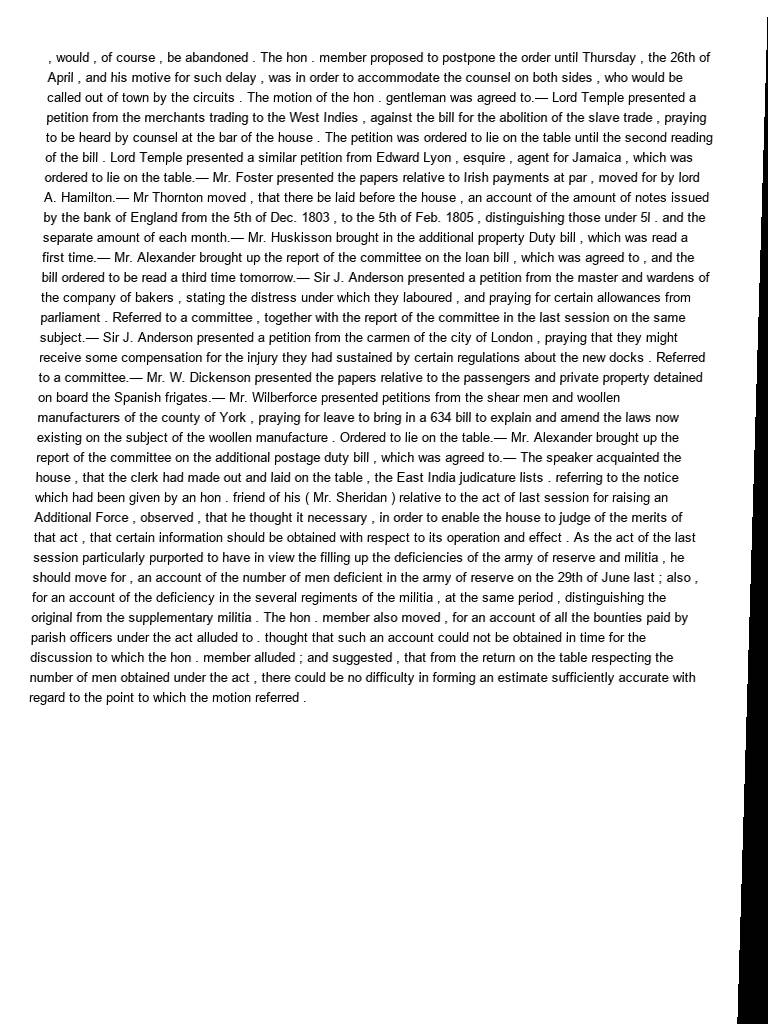 , would , of course , be abandoned . The hon . member proposed to postpone the order until Thursday , the 26th of
April , and his motive for such delay , was in order to accommodate the counsel on both sides , who would be
called out of town by the circuits . The motion of the hon . gentleman was agreed to.— Lord Temple presented a
petition from the merchants trading to the West Indies , against the bill for the abolition of the slave trade , praying
to be heard by counsel at the bar of the house . The petition was ordered to lie on the table until the second reading
of the bill . Lord Temple presented a similar petition from Edward Lyon , esquire , agent for Jamaica , which was
ordered to lie on the table.— Mr. Foster presented the papers relative to Irish payments at par , moved for by lord
A. Hamilton.— Mr Thornton moved , that there be laid before the house , an account of the amount of notes issued
by the bank of England from the 5th of Dec. 1803 , to the 5th of Feb. 1805 , distinguishing those under 5l . and the
separate amount of each month.— Mr. Huskisson brought in the additional property Duty bill , which was read a
first time.— Mr. Alexander brought up the report of the committee on the loan bill , which was agreed to , and the
bill ordered to be read a third time tomorrow.— Sir J. Anderson presented a petition from the master and wardens of
the company of bakers , stating the distress under which they laboured , and praying for certain allowances from
parliament . Referred to a committee , together with the report of the committee in the last session on the same
subject.— Sir J. Anderson presented a petition from the carmen of the city of London , praying that they might
receive some compensation for the injury they had sustained by certain regulations about the new docks . Referred
to a committee.— Mr. W. Dickenson presented the papers relative to the passengers and private property detained
on board the Spanish frigates.— Mr. Wilberforce presented petitions from the shear men and woollen
manufacturers of the county of York , praying for leave to bring in a 634 bill to explain and amend the laws now
existing on the subject of the woollen manufacture . Ordered to lie on the table.— Mr. Alexander brought up the
report of the committee on the additional postage duty bill , which was agreed to.— The speaker acquainted the
house , that the clerk had made out and laid on the table , the East India judicature lists . referring to the notice
which had been given by an hon . friend of his ( Mr. Sheridan ) relative to the act of last session for raising an
Additional Force , observed , that he thought it necessary , in order to enable the house to judge of the merits of
that act , that certain information should be obtained with respect to its operation and effect . As the act of the last
session particularly purported to have in view the filling up the deficiencies of the army of reserve and militia , he
should move for , an account of the number of men deficient in the army of reserve on the 29th of June last ; also ,
for an account of the deficiency in the several regiments of the militia , at the same period , distinguishing the
original from the supplementary militia . The hon . member also moved , for an account of all the bounties paid by
parish officers under the act alluded to . thought that such an account could not be obtained in time for the
discussion to which the hon . member alluded ; and suggested , that from the return on the table respecting the
number of men obtained under the act , there could be no difficulty in forming an estimate sufficiently accurate with
regard to the point to which the motion referred .